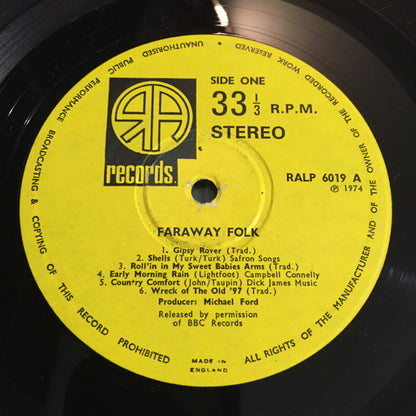 ALL RIGHTS OF THE MANUFACTURER AND OF THE OWNER OF THE RECORDED WORK RESERVED
UNAUTHORISED PUBLIC PERFORMANCE BROADCASTING & COPYING OF THIS RECORD PROHIBITED
RA
records.
SIDE ONE
33 1/3 R.P.M.
STEREO
RALP 6019 A
℗ 1974
FARAWAY FOLK
1. Gipsy Rover (Trad.)
2. Shells (Turk/Turk) Safron Songs
3. Roll'in in My Sweet Babies Arms (Trad.)
4. Early Morning Rain (Lightfoot) Campbell Connelly
5. Country Comfort (John/Taupin) Dick James Music
6. Wreck of The Old '97 (Trad.)
Producer: Michael Ford
Released by permission
of BBC Records
MADE IN
ENGLAND